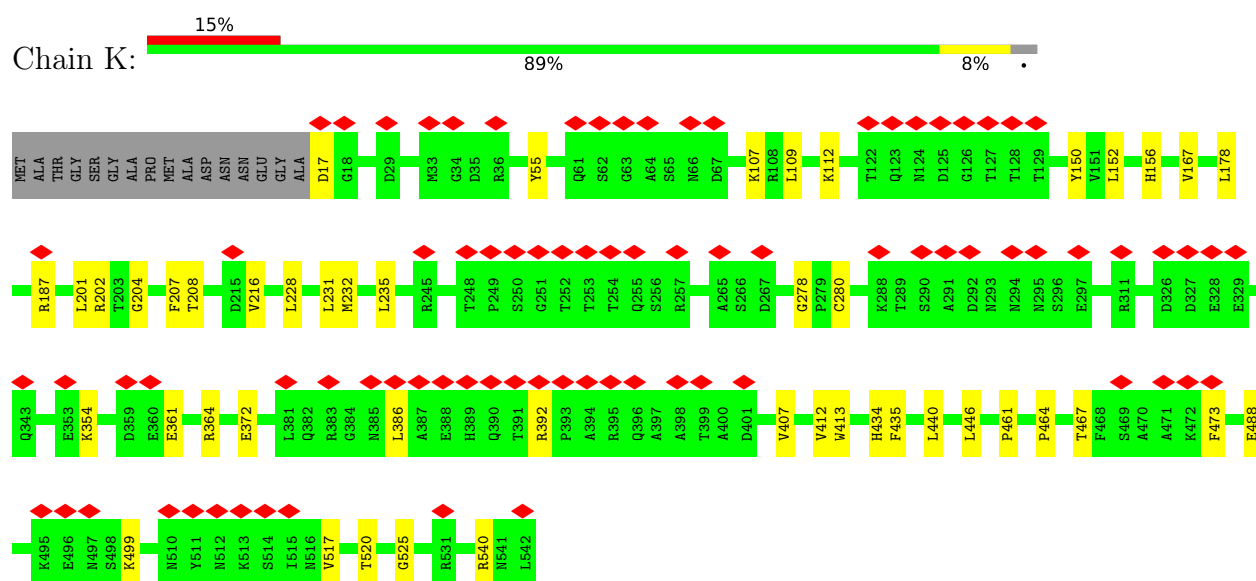 15%
Chain K:
89% 8% •
MET ALA THR GLY SER GLY ALA PRO MET ALA ASP ASN ASN GLU GLY ALA D17 G18 D29 M33 G34 D35 R36 Y55 Q61 S62 G63 A64 S65 N66 D67 K107 R108 L109 K112 T122 Q123 N124 D125 G126 T127 T128 T129 Y150 V151 L152 H156 V167 L178
R187 L201 R202 T203 G204 F207 T208 D215 V216 L228 L231 M232 L235 R245 T248 P249 S250 G251 T252 T253 T254 Q255 S256 R257 A265 S266 D267 G278 P279 C280 K288 T289 S290 A291 D292 N293 N294 N295 S296 E297 R311 D326 D327 E328 E329
Q343 E353 K354 D359 E360 E361 R364 E372 L381 Q382 R383 G384 N385 L386 A387 E388 H389 Q390 T391 R392 P393 A394 R395 Q396 A397 A398 T399 A400 D401 V407 V412 W413 H434 F435 L440 L446 P461 P464 T467 F468 S469 A470 A471 K472 F473 E488
K495 E496 N497 S498 K499 N510 Y511 N512 K513 S514 I515 N516 V517 T520 G525 R531 R540 N541 L542